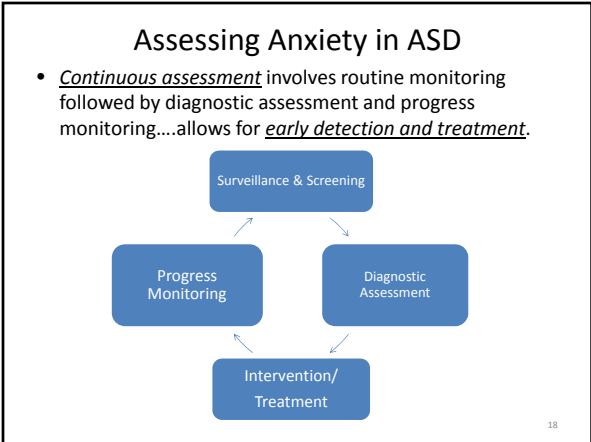 Assessing Anxiety in ASD
• Continuous assessment involves routine monitoring
followed by diagnostic assessment and progress
monitoring....allows for early detection and treatment.
Surveillance & Screening
Diagnostic
Assessment
Intervention/
Treatment
Progress
Monitoring
18